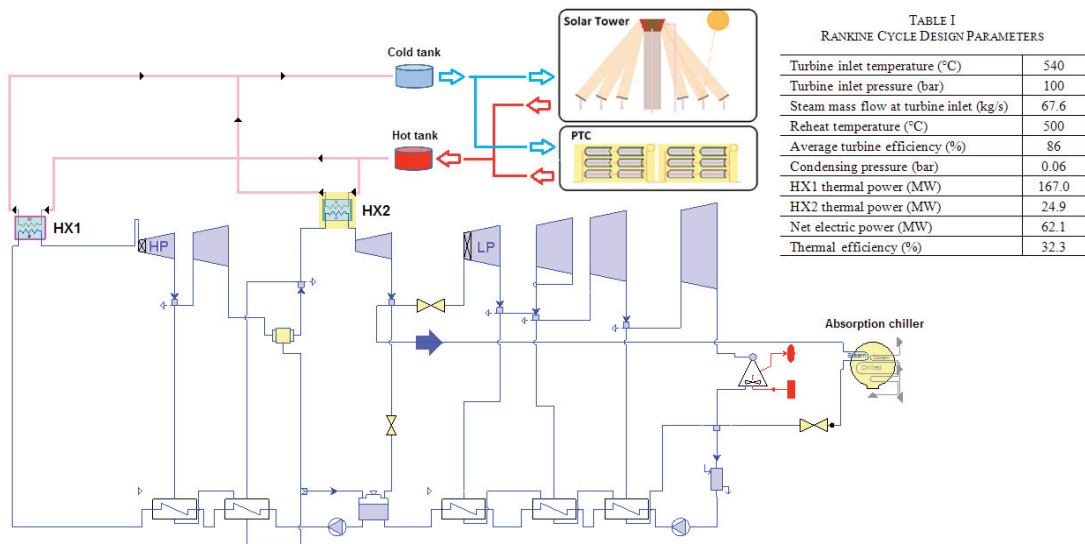 Solar Tower
Cold tank
Hot tank
PTC
HX1
HX2
HP
LP
Absorption chiller
Steam
Chilled
TABLE I
RANKINE CYCLE DESIGN PARAMETERS
Turbine inlet temperature (°C) 540
Turbine inlet pressure (bar) 100
Steam mass flow at turbine inlet (kg/s) 67.6
Reheat temperature (°C) 500
Average turbine efficiency (%) 86
Condensing pressure (bar) 0.06
HX1 thermal power (MW) 167.0
HX2 thermal power (MW) 24.9
Net electric power (MW) 62.1
Thermal efficiency (%) 32.3